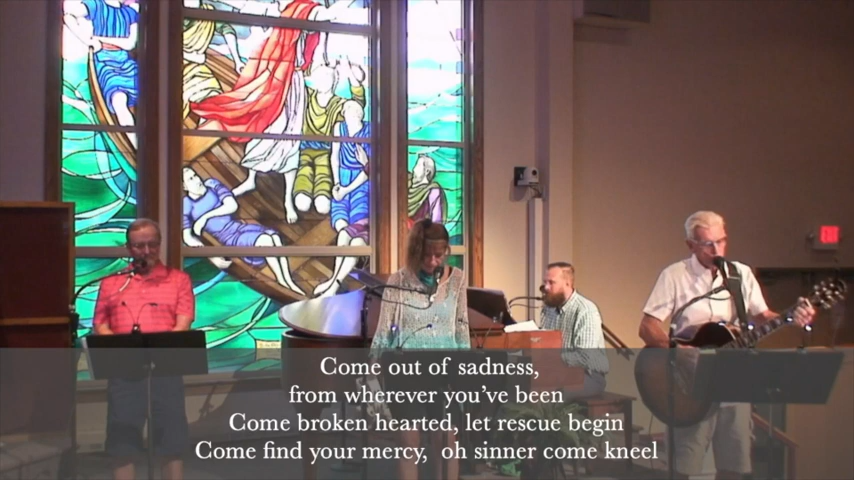 Come out of sadness,
from wherever you've been
Come broken hearted, let rescue begin
Come find your mercy,  oh sinner come kneel